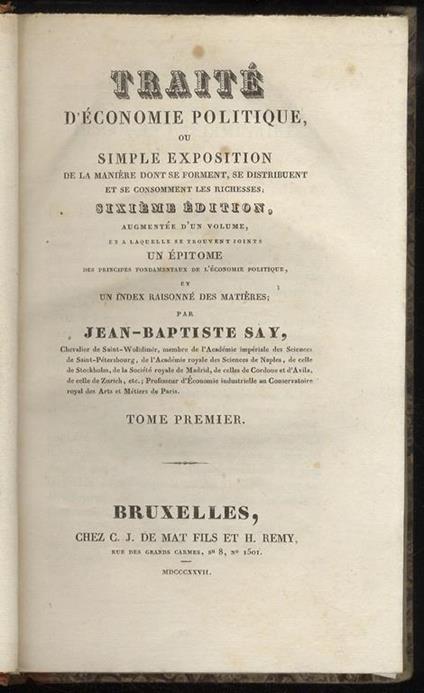 TRAITÉ
D'ÉCONOMIE POLITIQUE,
OU
SIMPLE EXPOSITION
DE LA MANIÈRE DONT SE FORMENT, SE DISTRIBUENT
ET SE CONSOMMENT LES RICHESSES;
SIXIÈME ÉDITION,
AUGMENTÉE D'UN VOLUME,
ET A LAQUELLE SE TROUVENT JOINTS
UN ÉPITOME
DES PRINCIPES FONDAMENTAUX DE L'ÉCONOMIE POLITIQUE,
ET
UN INDEX RAISONNÉ DES MATIÈRES;
PAR
JEAN-BAPTISTE SAY,
Chevalier de Saint-Wolidimir, membre de l'Académie impériale des Sciences
de Saint-Pétersbourg, de l'Académie royale des Sciences de Naples, de celle
de Stockholm, de la Société royale de Madrid, de celles de Cordoue et d'Avila,
de celle de Zurich, etc.; Professeur d'Économie industrielle au Conservatoire
royal des Arts et Métiers de Paris.
TOME PREMIER.
BRUXELLES,
CHEZ C. J. DE MAT FILS ET H. REMY,
RUE DES GRANDS CARMES, Sn 8, No 1501.
MDCCCXXVII.